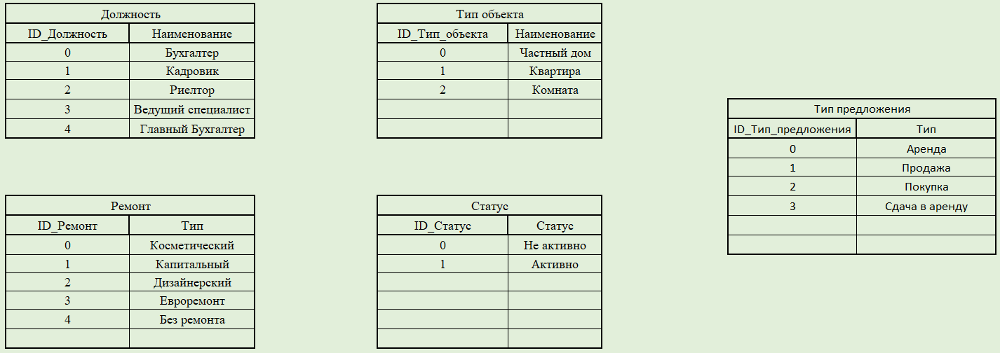 Должность
ID_Должность Наименование
0 Бухгалтер
1 Кадровик
2 Риелтор
3 Ведущий специалист
4 Главный Бухгалтер
Тип объекта
ID_Тип_объекта Наименование
0 Частный дом
1 Квартира
2 Комната
Тип предложения
ID_Тип_предложения Тип
0 Аренда
1 Продажа
2 Покупка
3 Сдача в аренду
Ремонт
ID_Ремонт Тип
0 Косметический
1 Капитальный
2 Дизайнерский
3 Евроремонт
4 Без ремонта
Статус
ID_Статус Статус
0 Не активно
1 Активно